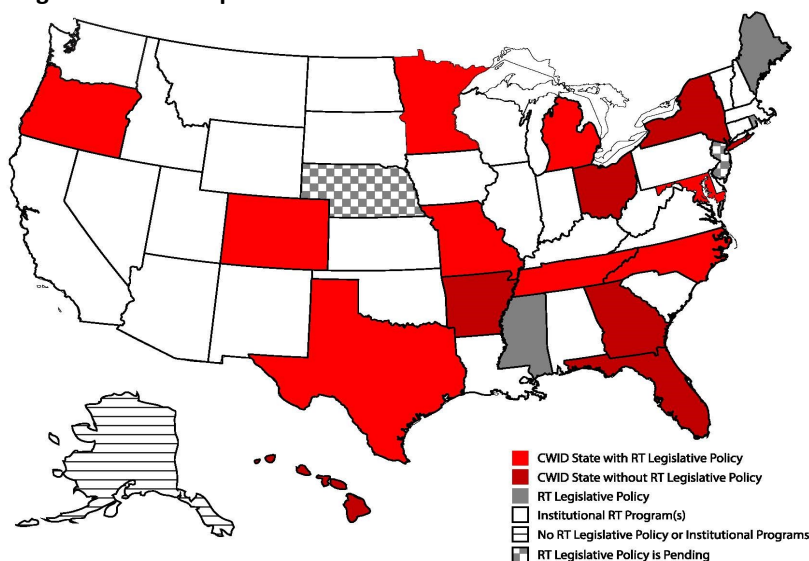 CWID State with RT Legislative Policy
CWID State without RT Legislative Policy
RT Legislative Policy
Institutional RT Program(s)
No RT Legislative Policy or Institutional Programs
RT Legislative Policy is Pending